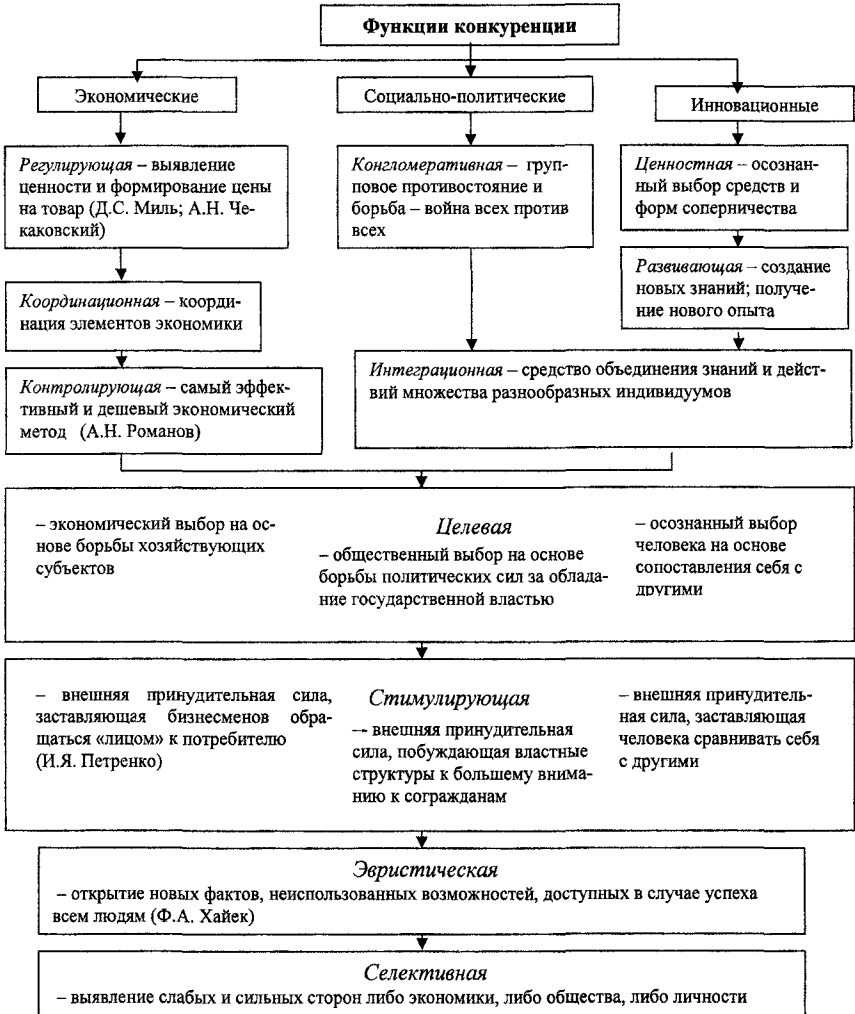 Функции конкуренции
Экономические
Социально-политические
Инновационные
Регулирующая – выявление
ценности и формирование цены
на товар (Д.С. Миль; А.Н. Че-
каковский)
Координационная – коорди-
нация элементов экономики
Контролирующая – самый эффек-
тивный и дешевый экономический
метод (А.Н. Романов)
Конгломеративная – груп-
повое противостояние и
борьба – война всех против
всех
Ценностная – осознан-
ный выбор средств и
форм соперничества
Развивающая – создание
новых знаний; получе-
ние нового опыта
Интеграционная – средство объединения знаний и дейст-
вий множества разнообразных индивидуумов
Целевая
– экономический выбор на ос-
нове борьбы хозяйствующих
субъектов
– общественный выбор на основе
борьбы политических сил за облада-
ние государственной властью
– осознанный выбор
человека на основе
сопоставления себя с
другими
Стимулирующая
– внешняя принудительная сила,
заставляющая бизнесменов обра-
щаться «лицом» к потребителю
(И.Я. Петренко)
– внешняя принудительная
сила, побуждающая властные
структуры к большему внима-
нию к согражданам
– внешняя принудитель-
ная сила, заставляющая
человека сравнивать себя
с другими
Эвристическая
– открытие новых фактов, неиспользованных возможностей, доступных в случае успеха
всем людям (Ф.А. Хайек)
Селективная
– выявление слабых и сильных сторон либо экономики, либо общества, либо личности